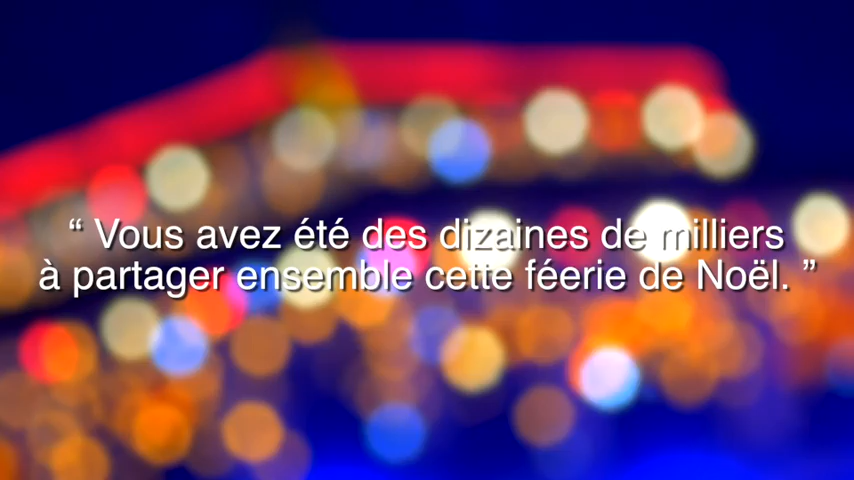 “ Vous avez été des dizaines de milliers
à partager ensemble cette féerie de Noël. ”